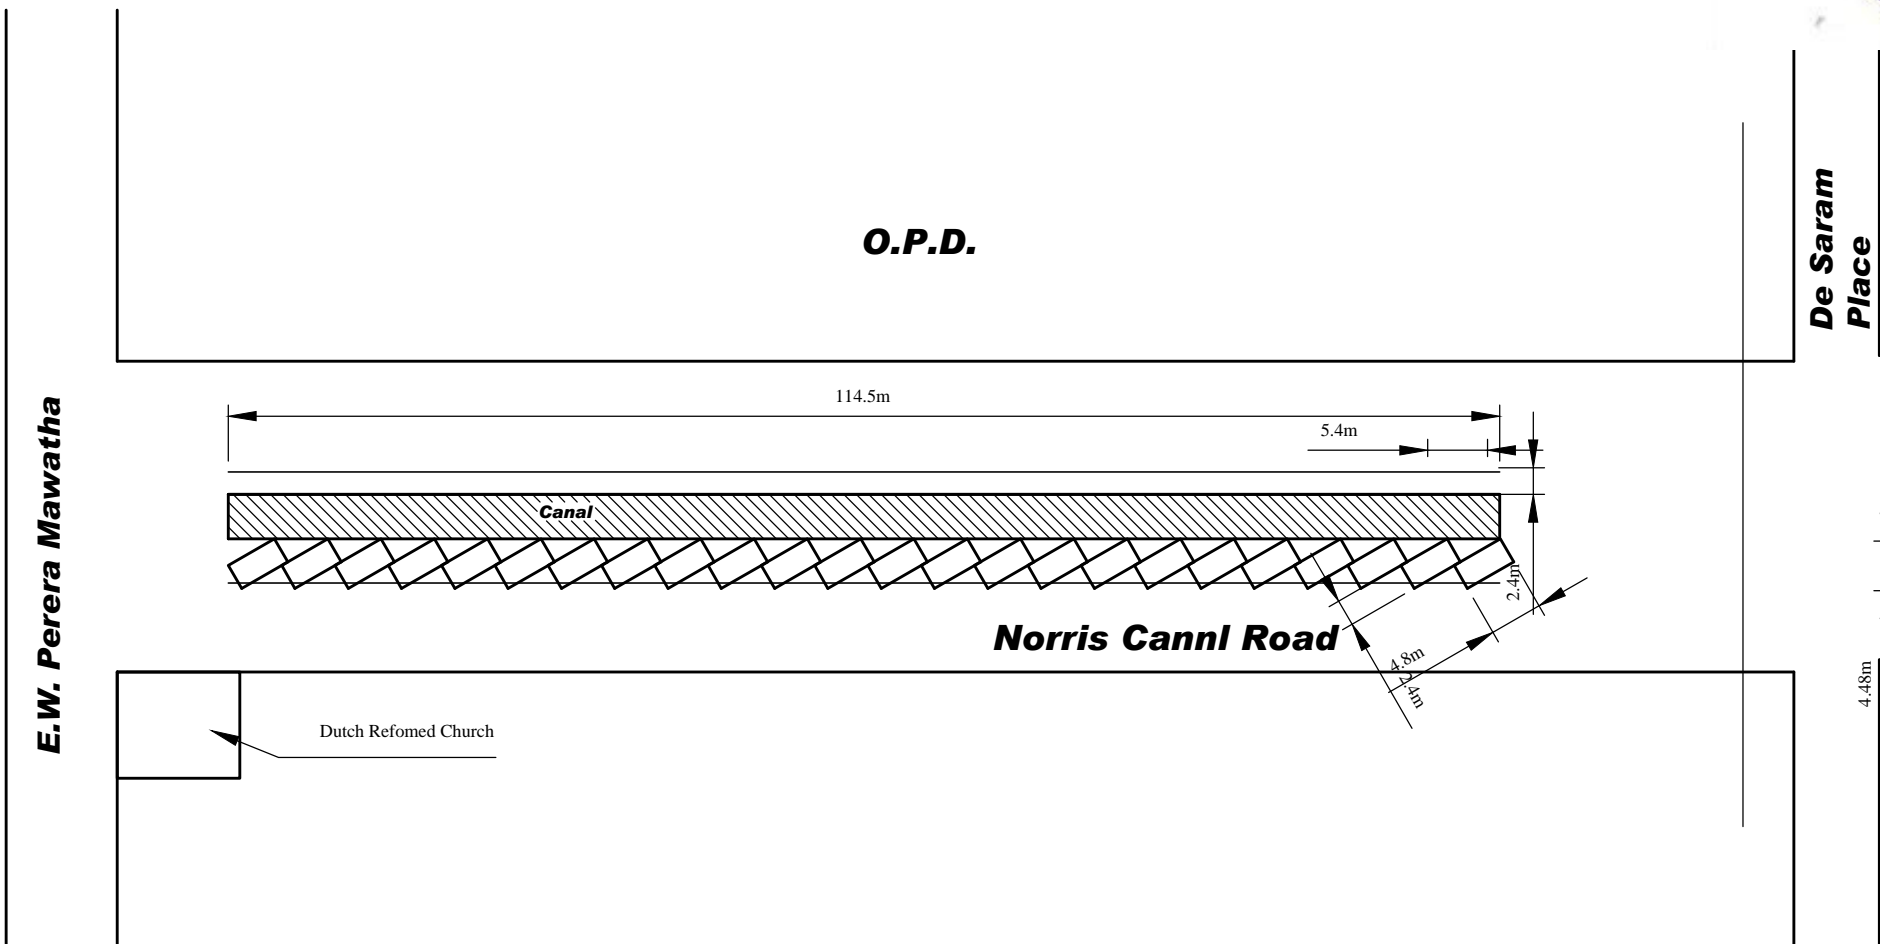 O.P.D.
De Saram
Place
114.5m
5.4m
E.W. Perera Mawatha
Canal
2.4m
Norris Cannl Road
4.8m
2.4m
4.48m
Dutch Refomed Church